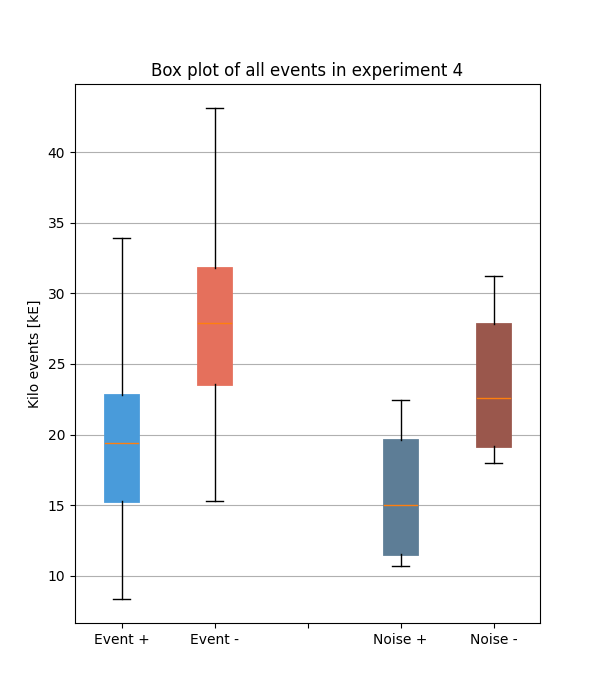 Box plot of all events in experiment 4
Kilo events [kE]
40
35
30
25
20
15
10
Event +
Event -
Noise +
Noise -